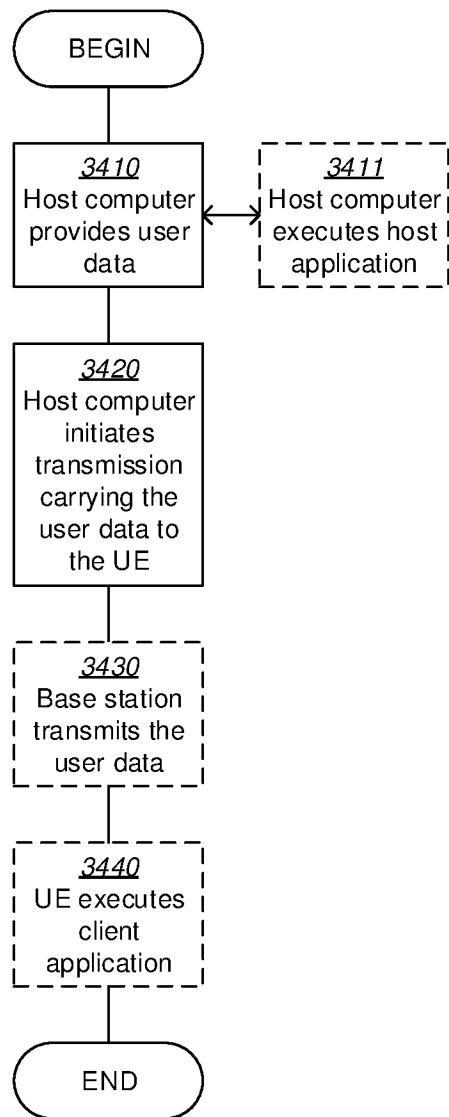 BEGIN
3410
Host computer
provides user
data
3411
Host computer
executes host
application
3420
Host computer
initiates
transmission
carrying the
user data to
the UE
3430
Base station
transmits the
user data
3440
UE executes
client
application
END